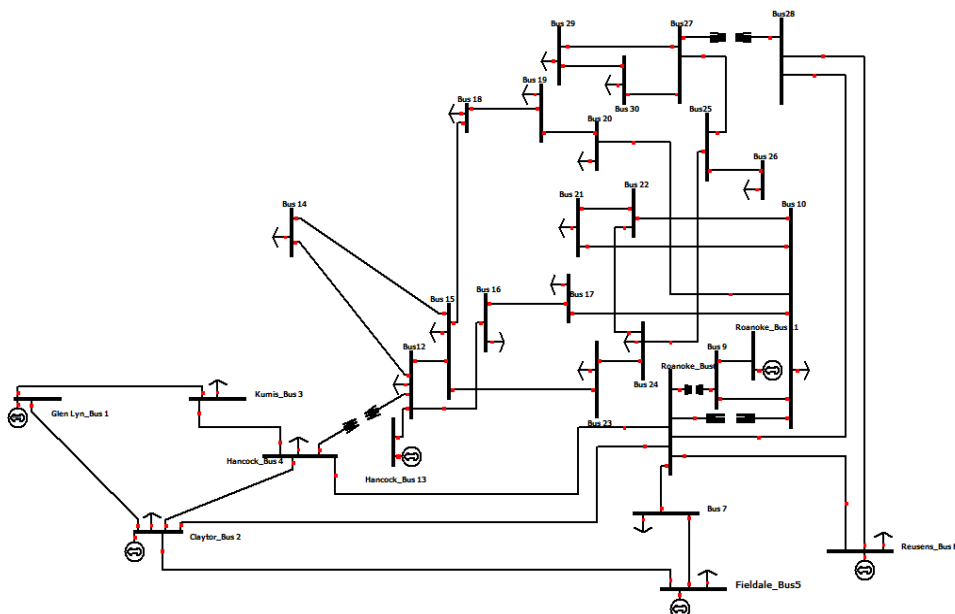 Bus28
Bus 29
Bus27
Bus 19
Bus 18
Bus 30
Bus25
Bus 20
Bus 26
Bus 22
Bus 21
Bus 10
Bus 14
Bus 16
Bus 15
Bus 17
Roanoke_Bus 11
Bus12
Bus 9
Bus 24
Roanoke_Bus6
Kumis_Bus 3
Glen Lyn_Bus 1
Bus 23
Hancock_Bus 4
Hancock_Bus 13
Bus 7
Claytor_Bus 2
Reusens_Bus 8
Fieldale_Bus5